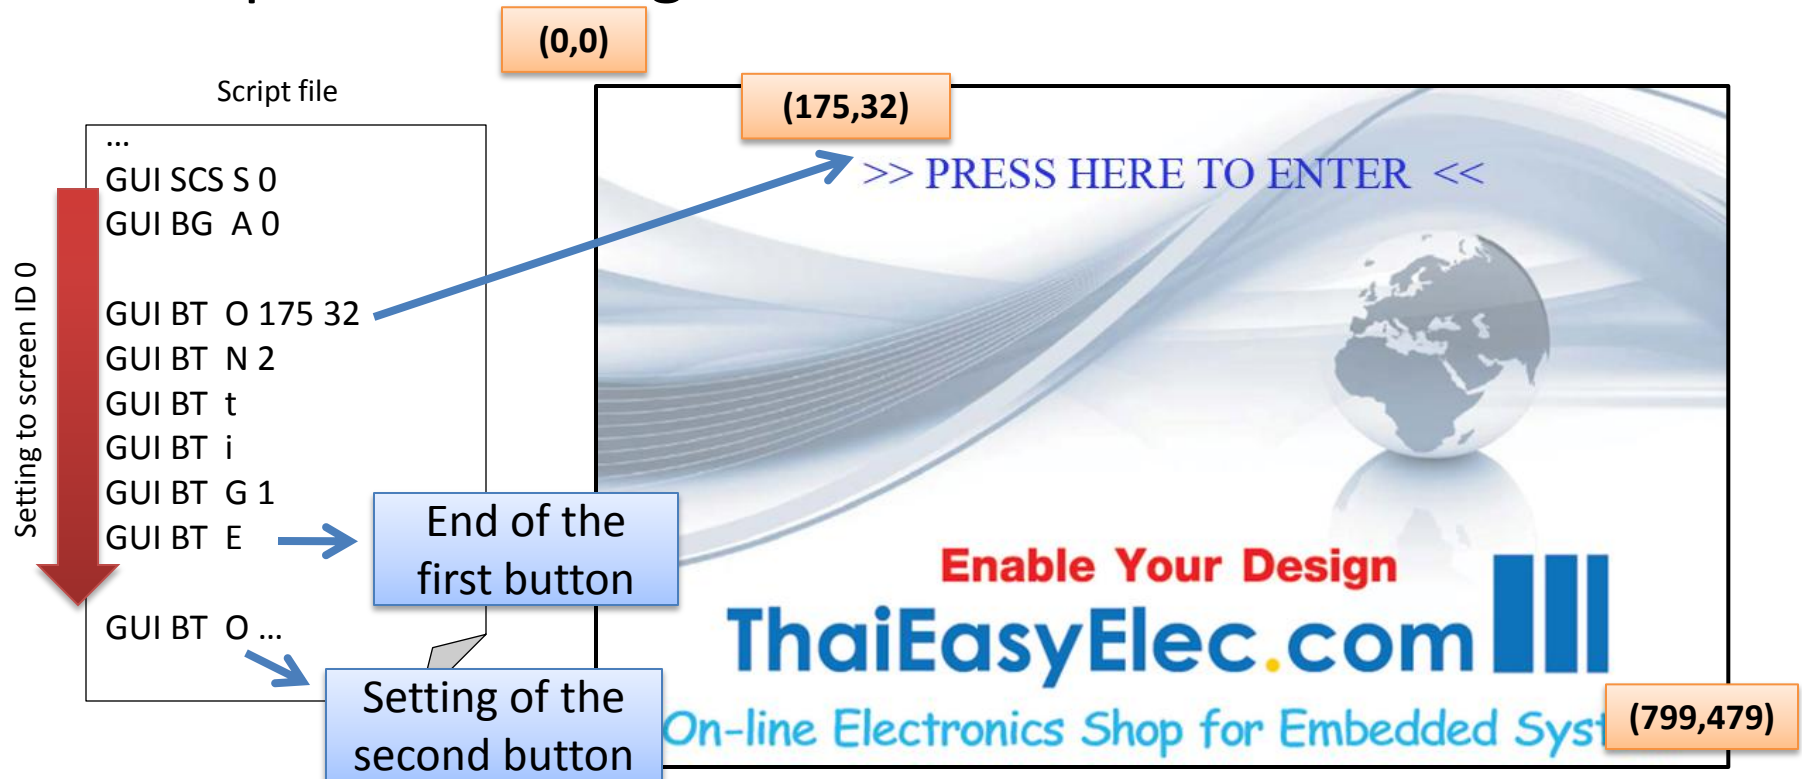 (0,0)
Script file
(175,32)
...
GUI SCS S 0
GUI BG A 0
GUI BT O 175 32
GUI BT N 2
GUI BT t
GUI BT i
GUI BT G 1
GUI BT E
GUI BT O ...
Setting to screen ID 0
End of the
first button
Setting of the
second button
>> PRESS HERE TO ENTER <<
Enable Your Design
ThaiEasyElec.com
On-line Electronics Shop for Embedded Syst
(799,479)